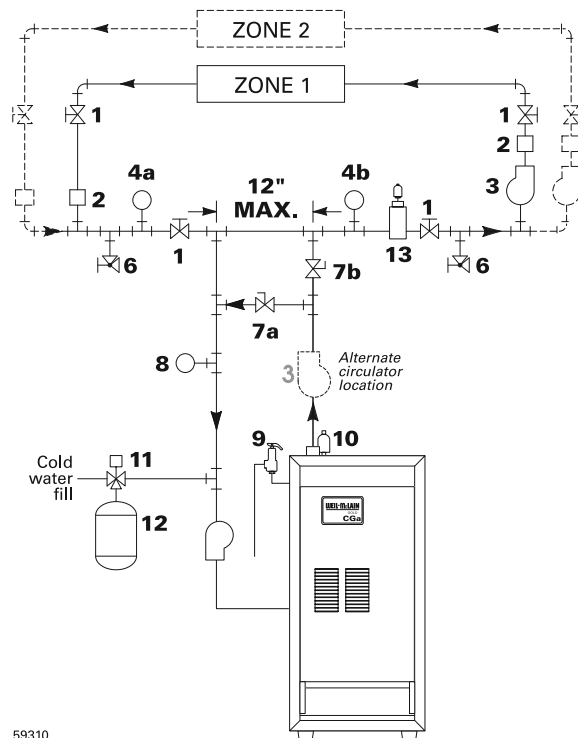 ZONE 2
ZONE 1
1
1
2
2
4a
12"
MAX.
4b
3
1
1
13
6
6
7b
7a
8
3
Alternate
circulator
location
9
10
11
Cold
water
fill
12
WEIL-McLAIN
GOLD
CGa
59310